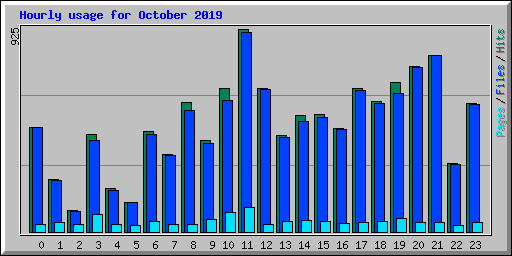 Hourly usage for October 2019
925
Pages / Files / Hits
0 1 2 3 4 5 6 7 8 9 10 11 12 13 14 15 16 17 18 19 20 21 22 23